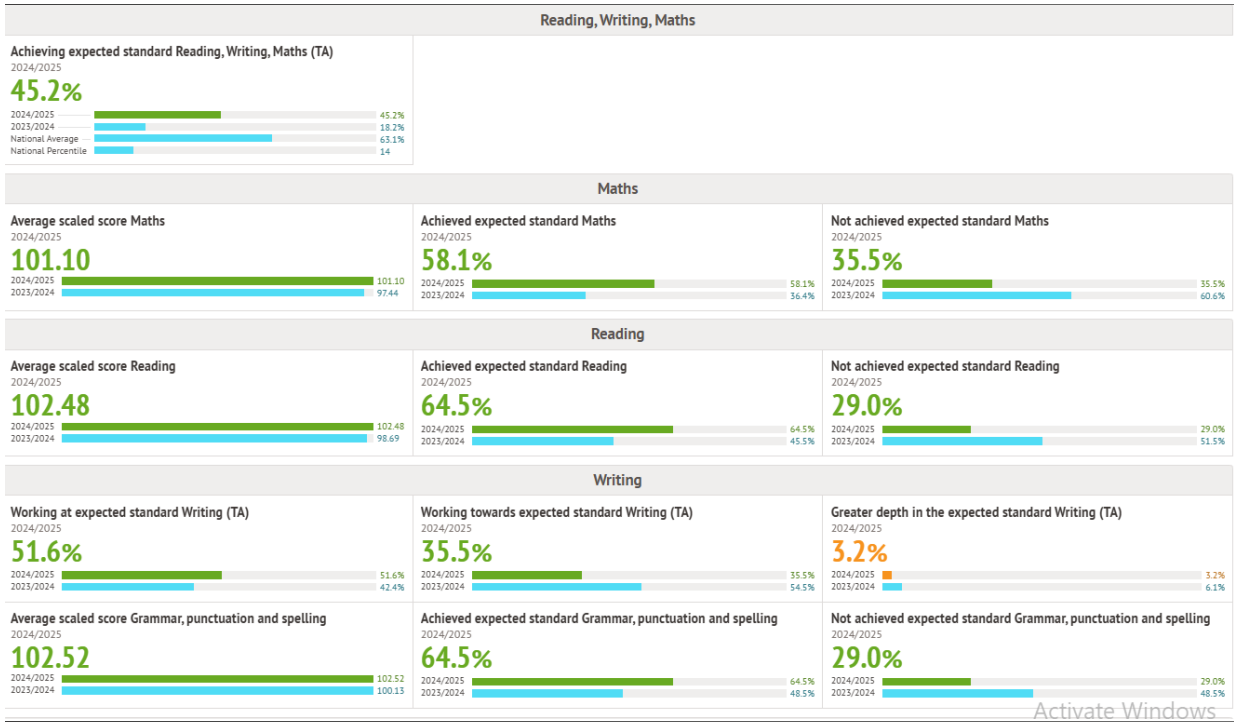 Reading, Writing, Maths
Achieving expected standard Reading, Writing, Maths (TA)
2024/2025
45.2%
2024/2025 45.2%
2023/2024 18.2%
National Average 63.1%
National Percentile 14
Maths
Average scaled score Maths
2024/2025
101.10
2024/2025 101.10
2023/2024 97.44
Achieved expected standard Maths
2024/2025
58.1%
2024/2025 58.1%
2023/2024 36.4%
Not achieved expected standard Maths
2024/2025
35.5%
2024/2025 35.5%
2023/2024 60.6%
Reading
Average scaled score Reading
2024/2025
102.48
2024/2025 102.48
2023/2024 98.69
Achieved expected standard Reading
2024/2025
64.5%
2024/2025 64.5%
2023/2024 45.5%
Not achieved expected standard Reading
2024/2025
29.0%
2024/2025 29.0%
2023/2024 51.5%
Writing
Working at expected standard Writing (TA)
2024/2025
51.6%
2024/2025 51.6%
2023/2024 42.4%
Working towards expected standard Writing (TA)
2024/2025
35.5%
2024/2025 35.5%
2023/2024 54.5%
Greater depth in the expected standard Writing (TA)
2024/2025
3.2%
2024/2025 3.2%
2023/2024 6.1%
Average scaled score Grammar, punctuation and spelling
2024/2025
102.52
2024/2025 102.52
2023/2024 100.13
Achieved expected standard Grammar, punctuation and spelling
2024/2025
64.5%
2024/2025 64.5%
2023/2024 48.5%
Not achieved expected standard Grammar, punctuation and spelling
2024/2025
29.0%
2024/2025 29.0%
2023/2024 48.5%
Activate Windows